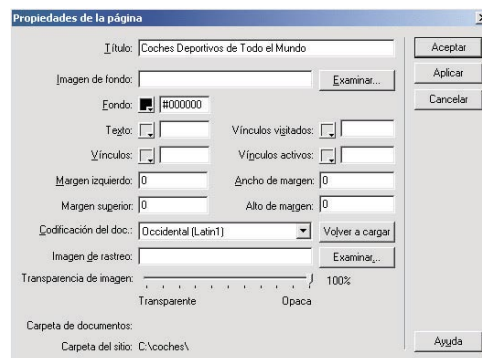 Propiedades de la página
Título: Coches Deportivos de Todo el Mundo Aceptar
Imagen de fondo: Examinar... Aplicar
Fondo: #000000 Cancelar
Texto: Vínculos visitados:
Vínculos: Vínculos activos:
Margen izquierdo: 0 Ancho de margen: 0
Margen superior: 0 Alto de margen: 0
Codificación del doc.: Occidental (Latin1) Volver a cargar
Imagen de rastreo: Examinar...
Transparencia de imagen: 100%
Transparente Opaca
Carpeta de documentos:
Carpeta del sitio: C:\coches\ Ayuda